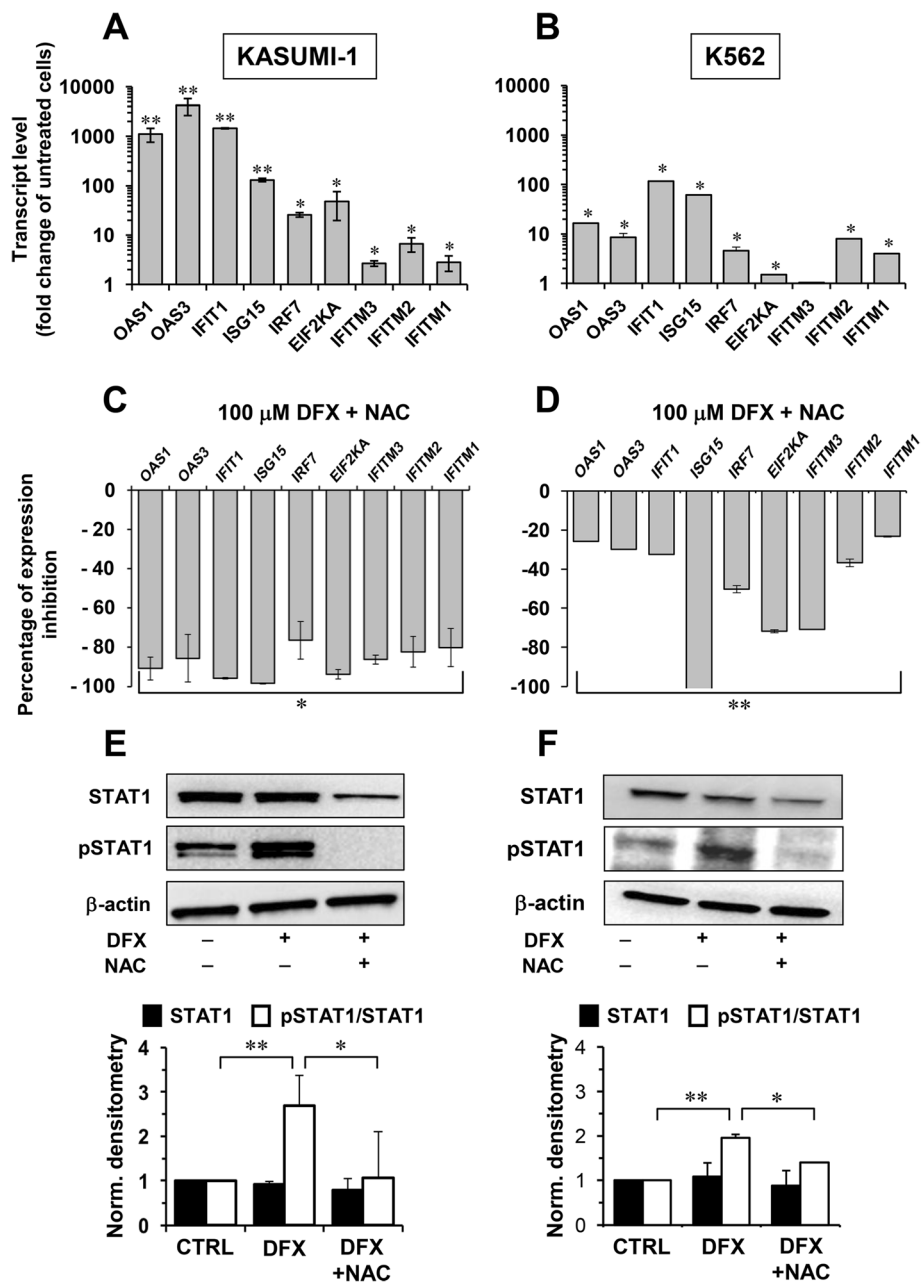 A
KASUMI-1
B
K562
Transcript level
(fold change of untreated cells)
10000
1000
100
10
1
** ** ** ** * * * * *
OAS1 OAS3 IFIT1 ISG15 IRF7 EIF2KA IFITM3 IFITM2 IFITM1
10000
1000
100
10
1
* * * * * * * *
OAS1 OAS3 IFIT1 ISG15 IRF7 EIF2KA IFITM3 IFITM2 IFITM1
C
100 μM DFX + NAC
OAS1 OAS3 IFIT1 ISG15 IRF7 EIF2KA IFITM3 IFITM2 IFITM1
Percentage of expression
inhibition
0
- 20
- 40
- 60
- 80
- 100
*
D
100 μM DFX + NAC
OAS1 OAS3 IFIT1 ISG15 IRF7 EIF2KA IFITM3 IFITM2 IFITM1
0
-20
-40
-60
-80
-100
**
E
STAT1
pSTAT1
β-actin
DFX – + +
NAC – – +
STAT1 pSTAT1/STAT1
Norm. densitometry
4
3
2
1
0
** *
CTRL DFX DFX
+NAC
F
STAT1
pSTAT1
β-actin
DFX – + +
NAC – – +
STAT1 pSTAT1/STAT1
Norm. densitometry
4
3
2
1
0
** *
CTRL DFX DFX
+NAC